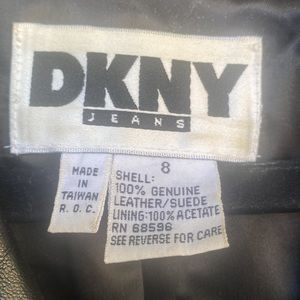 DKNY
JEANS
MADE
IN
TAIWAN
R.O.C.
8
SHELL:
100% GENUINE
LEATHER/SUEDE
LINING:100% ACETATE
RN 68596
SEE REVERSE FOR CARE